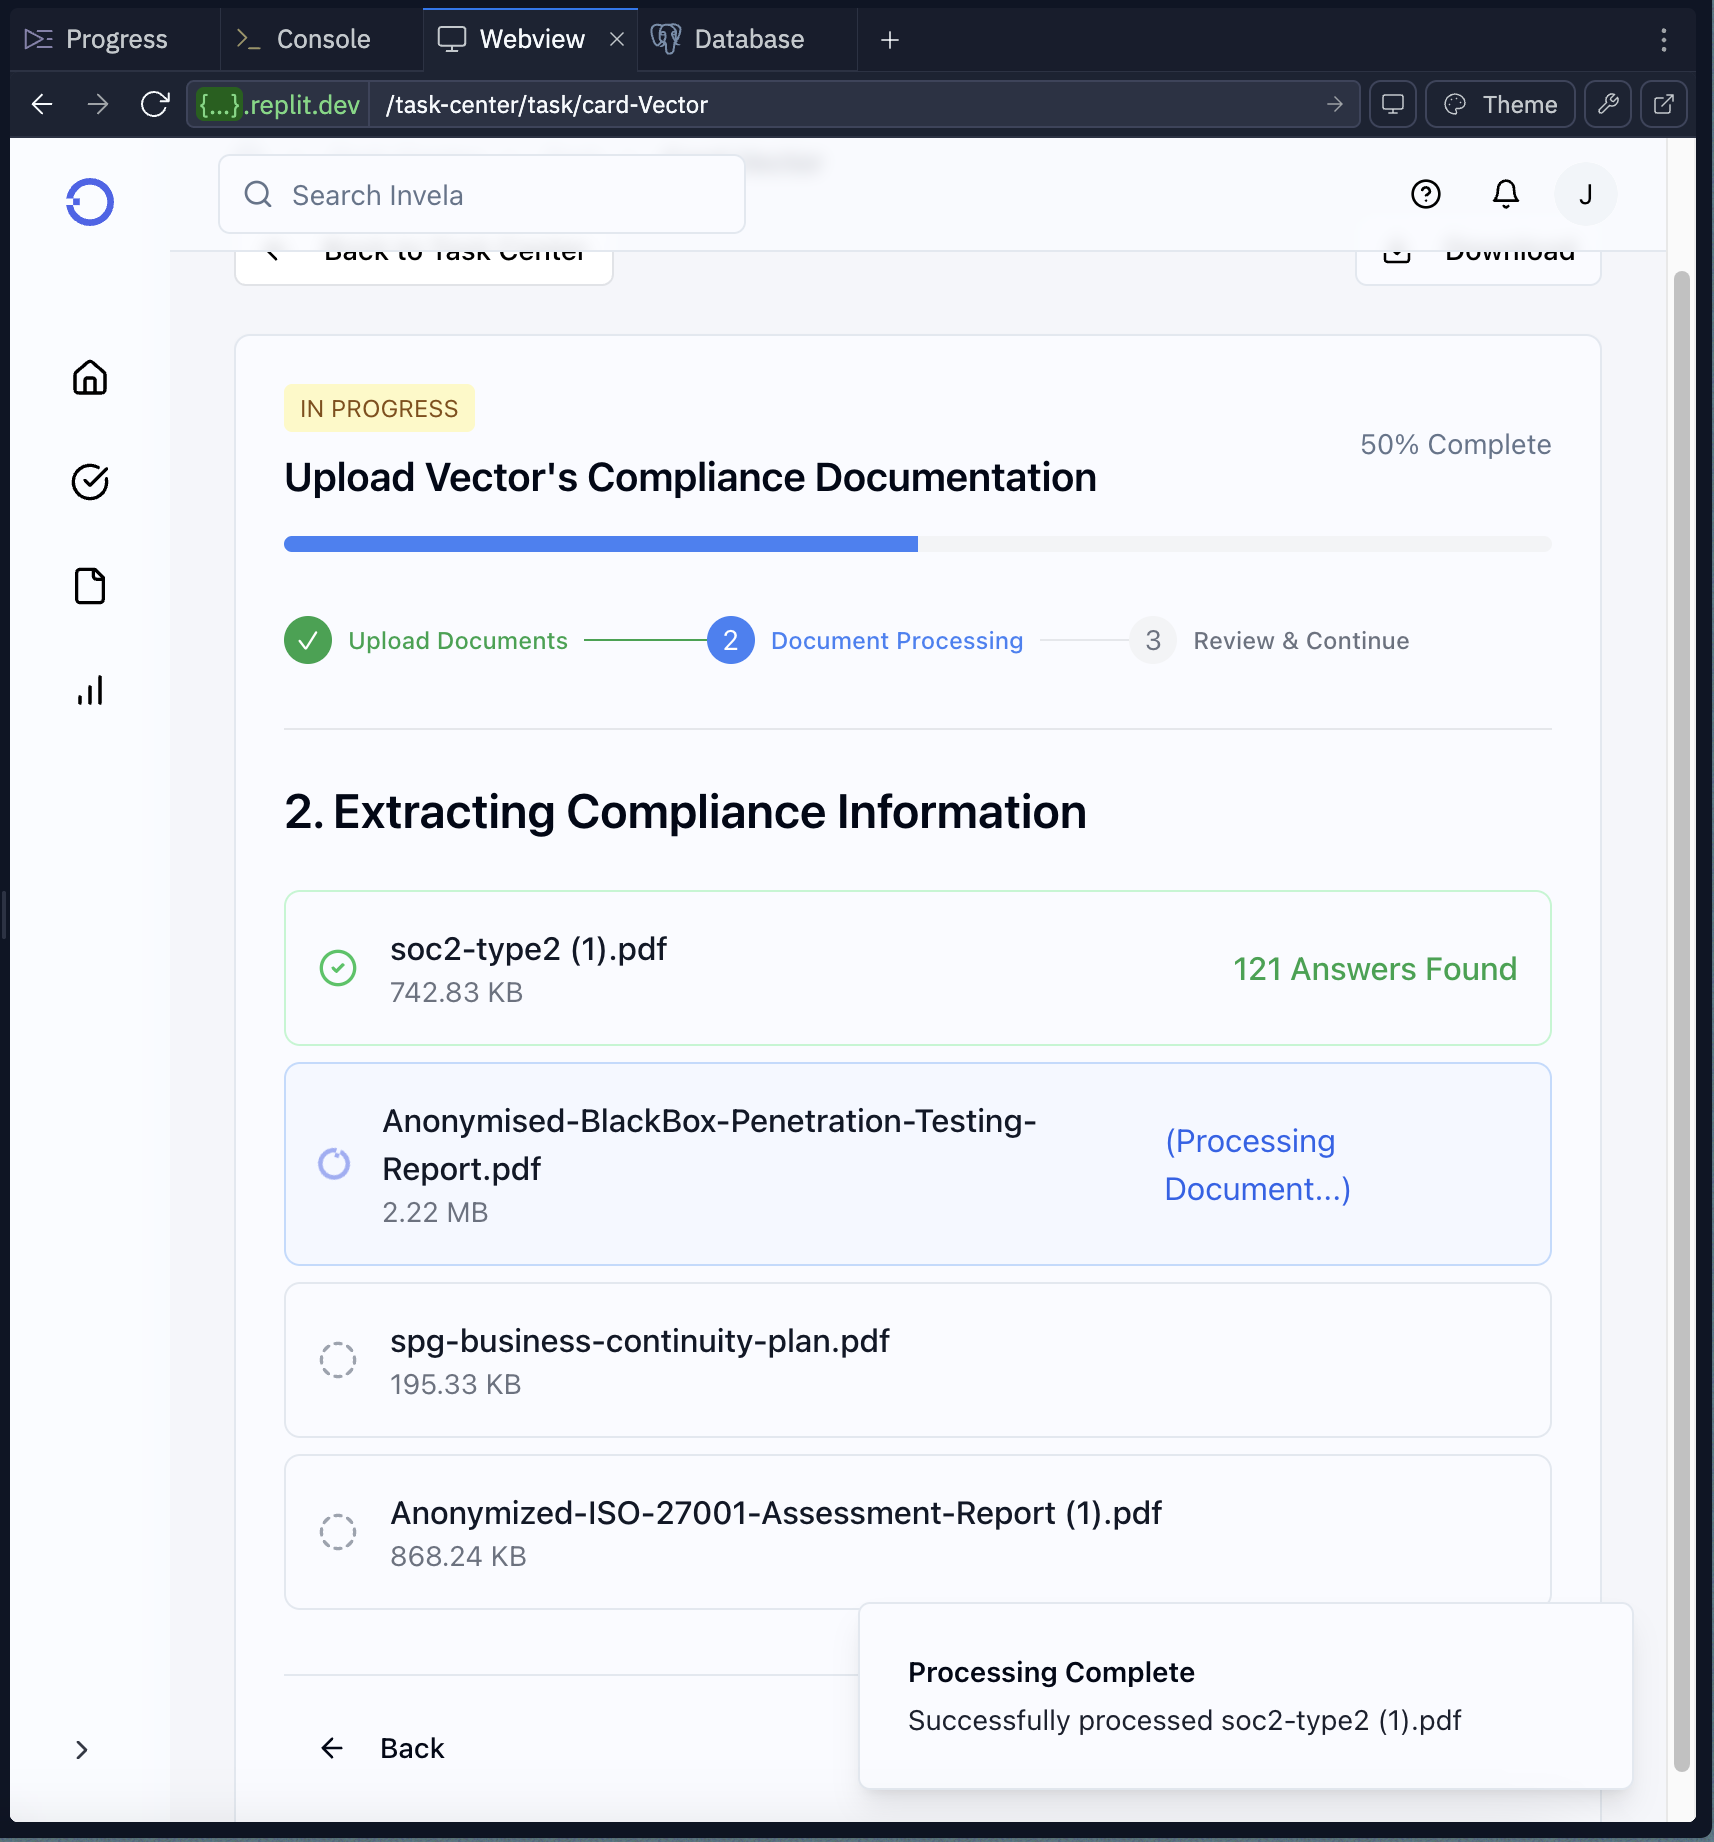 Progress
Console
Webview
Database
{...}.replit.dev
/task-center/task/card-Vector
Theme
Search Invela
J
Back to Task Center
Download
IN PROGRESS
50% Complete
Upload Vector's Compliance Documentation
Upload Documents
2
Document Processing
3
Review & Continue
2. Extracting Compliance Information
soc2-type2 (1).pdf
742.83 KB
121 Answers Found
Anonymised-BlackBox-Penetration-Testing-
Report.pdf
2.22 MB
(Processing
Document...)
spg-business-continuity-plan.pdf
195.33 KB
Anonymized-ISO-27001-Assessment-Report (1).pdf
868.24 KB
Processing Complete
Successfully processed soc2-type2 (1).pdf
Back